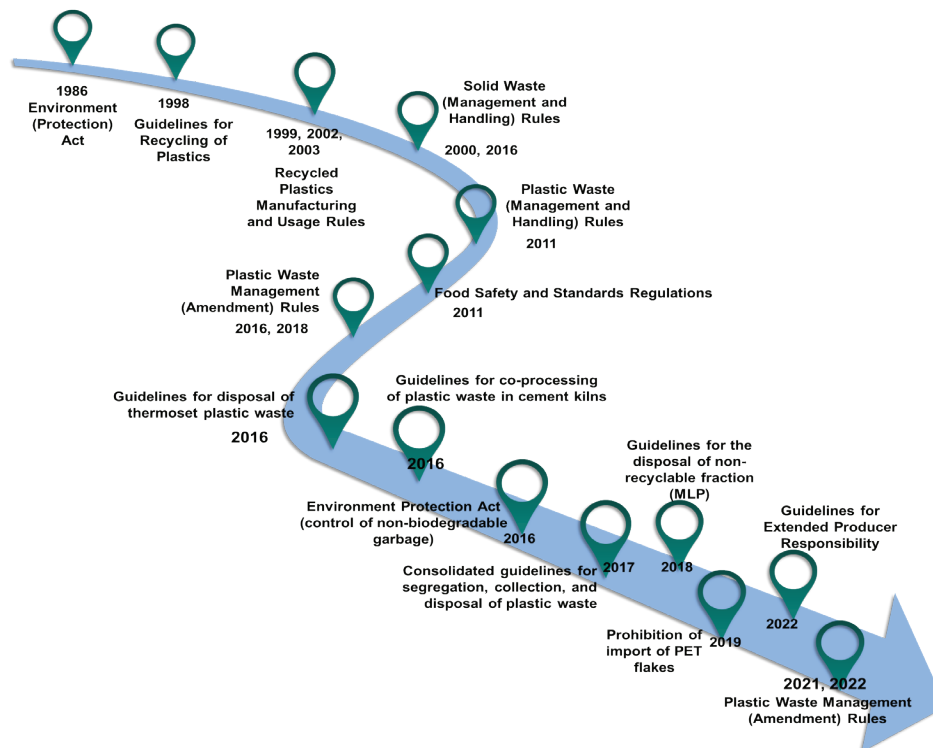 1986
Environment
(Protection)
Act
1998
Guidelines for
Recycling of
Plastics
1999, 2002,
2003
Recycled
Plastics
Manufacturing
and Usage Rules
Solid Waste
(Management and
Handling) Rules
2000, 2016
Plastic Waste
(Management and
Handling) Rules
2011
Food Safety and Standards Regulations
2011
Plastic Waste
Management
(Amendment) Rules
2016, 2018
Guidelines for disposal of
thermoset plastic waste
2016
Guidelines for co-processing
of plastic waste in cement kilns
2016
Environment Protection Act
(control of non-biodegradable
garbage)
2016
Consolidated guidelines for
segregation, collection, and
disposal of plastic waste
2017
Guidelines for the
disposal of non-
recyclable fraction
(MLP)
2018
Prohibition of
import of PET
flakes
2019
Guidelines for
Extended Producer
Responsibility
2022
2021, 2022
Plastic Waste Management
(Amendment) Rules